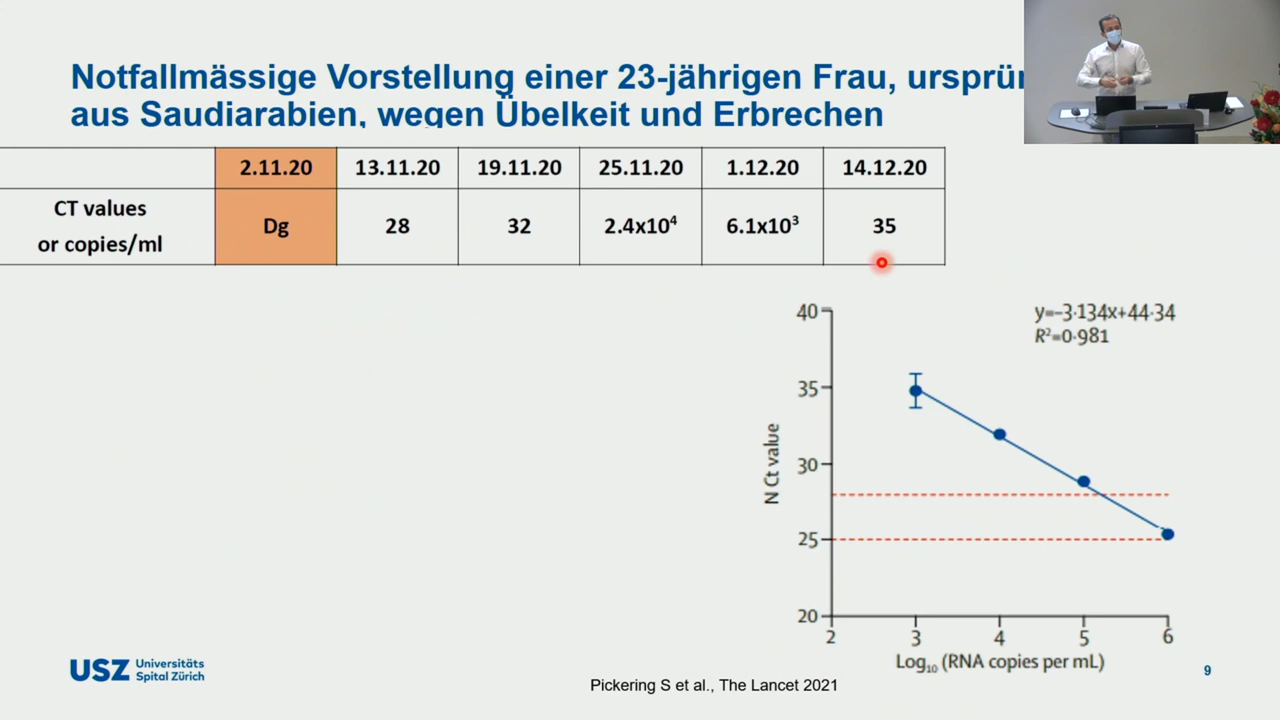 Notfallmässige Vorstellung einer 23-jährigen Frau,
aus Saudiarabien, wegen Übelkeit und Erbrechen
2.11.20 13.11.20 19.11.20 25.11.20 1.12.20 14.12.20
CT values
or copies/ml
Dg 28 32 2.4x10⁴ 6.1x10³ 35
y=-3·134x+44·34
R²=0·981
40
35
30
25
20
N Ct value
2 3 4 5 6
Log₁₀ (RNA copies per mL)
USZ Universitäts
Spital Zürich
Pickering S et al., The Lancet 2021
9